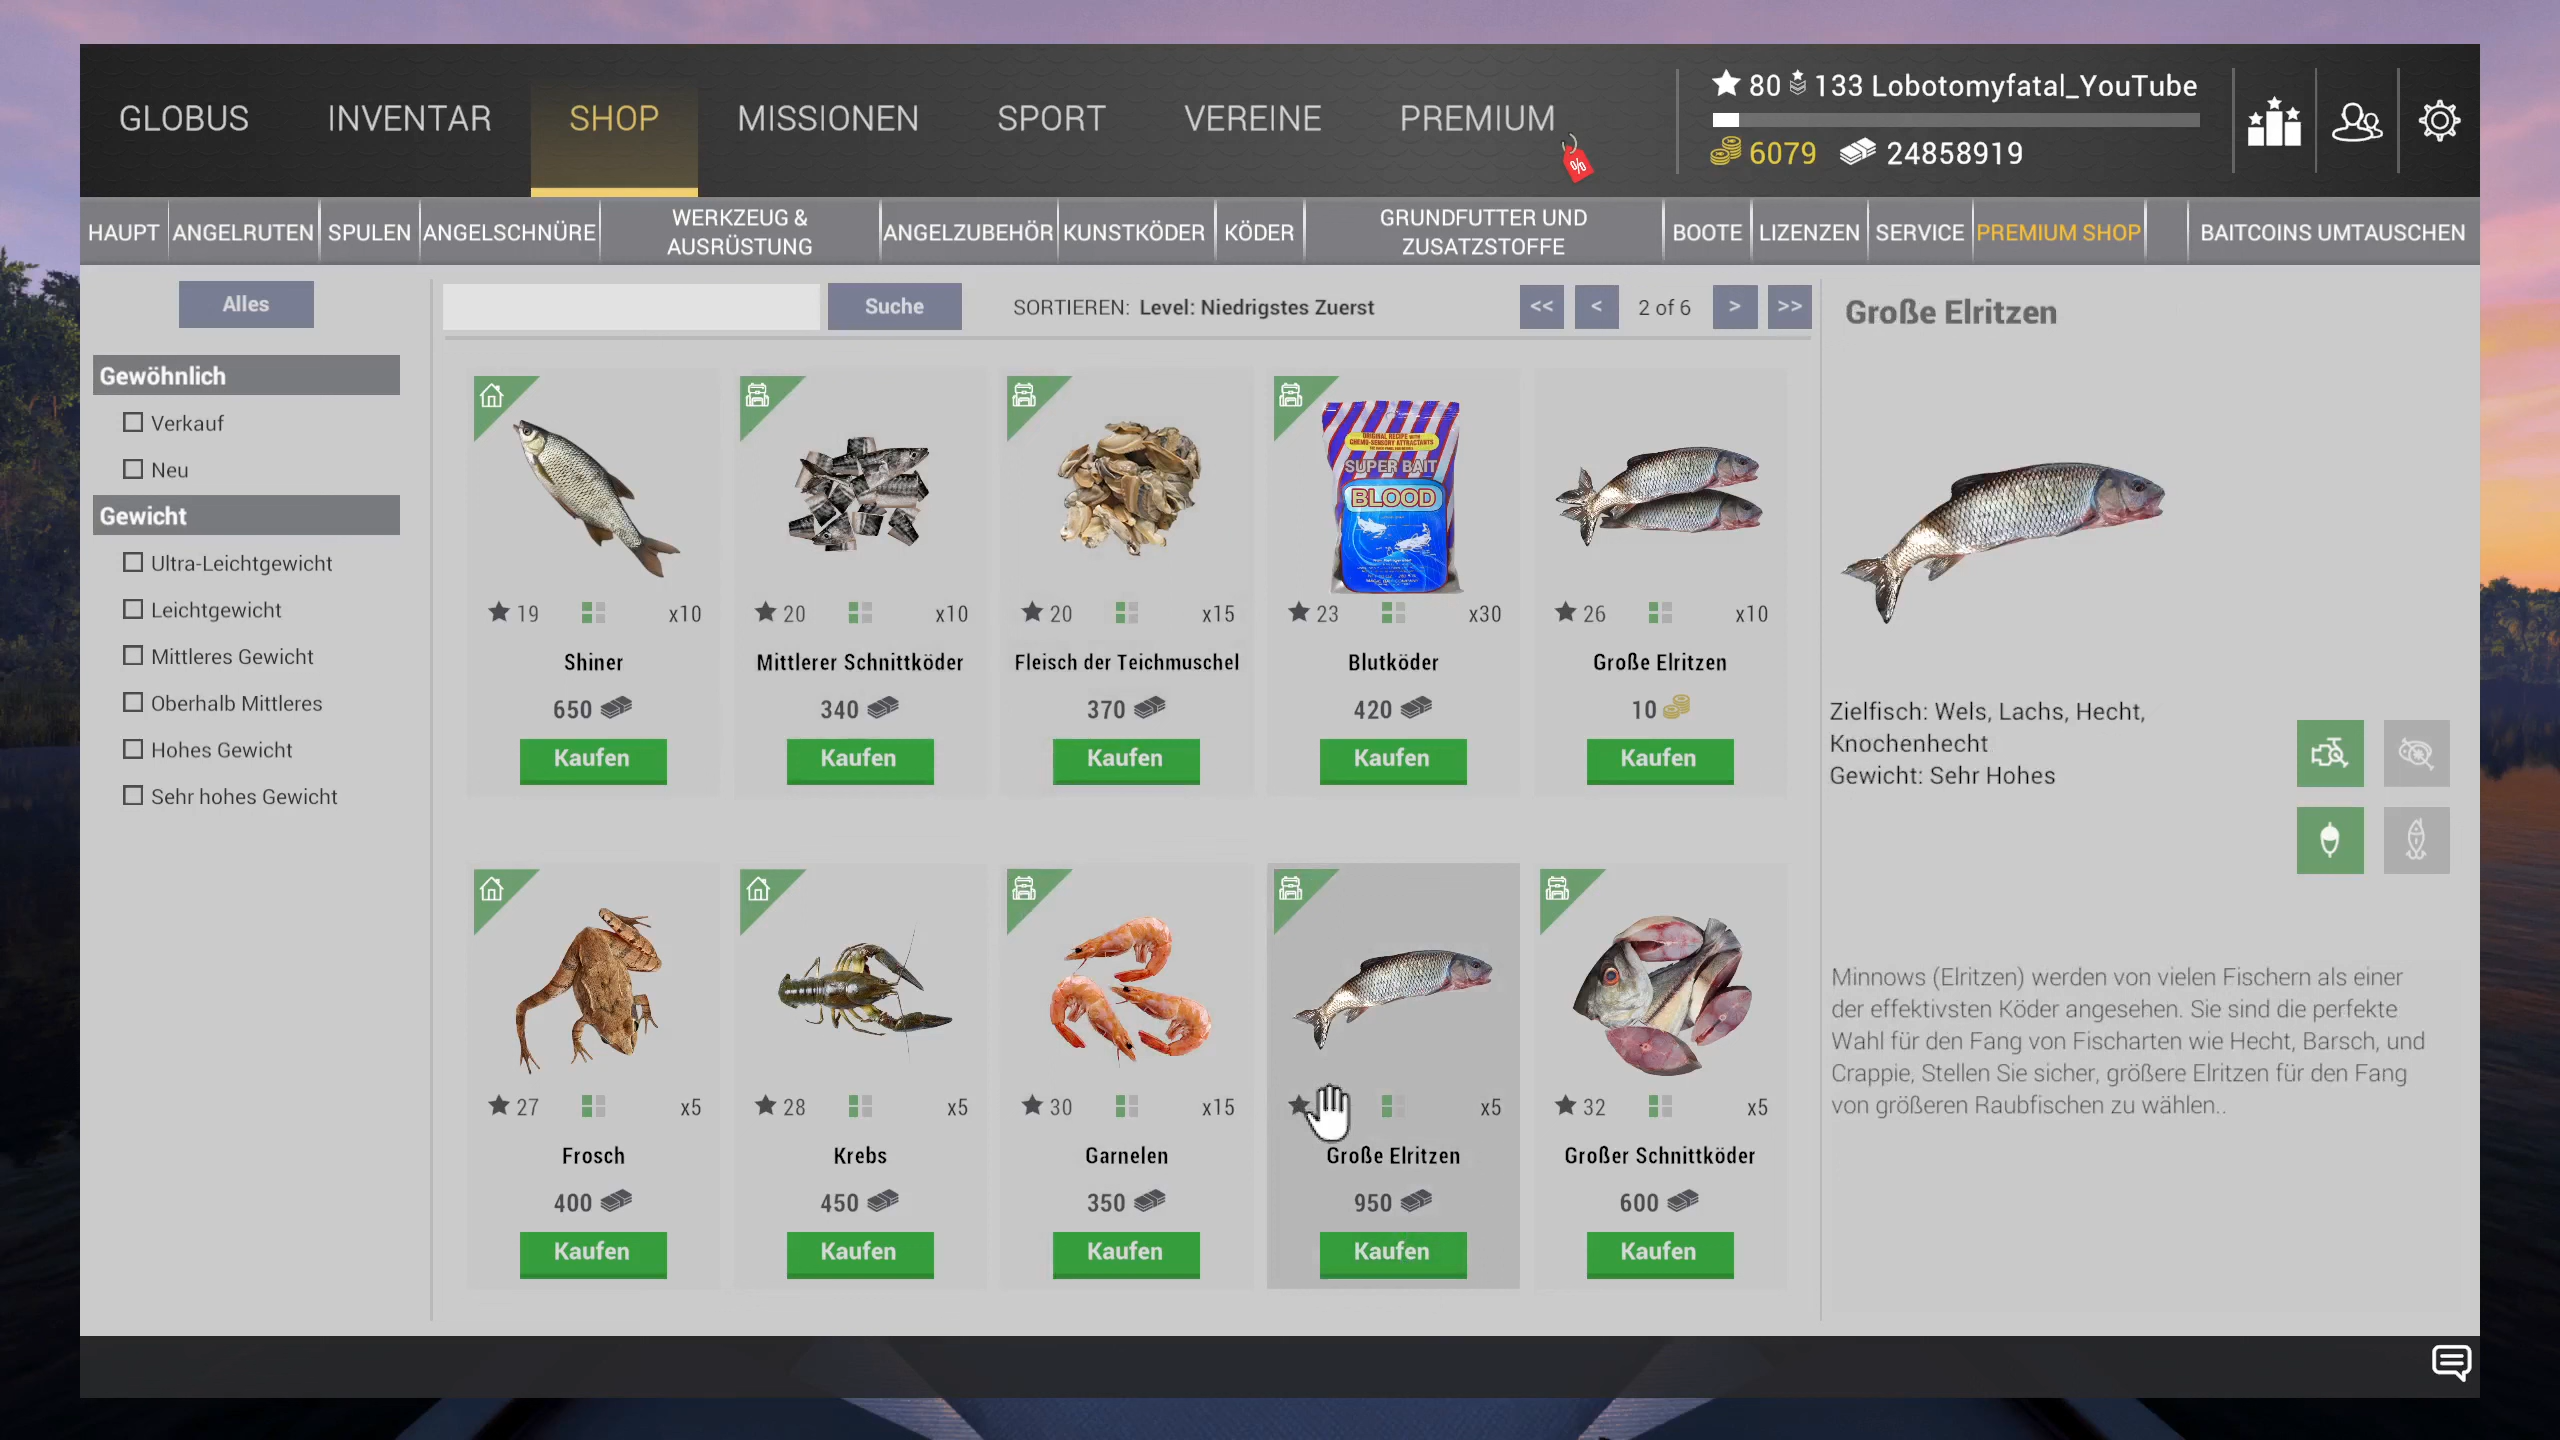 GLOBUS
INVENTAR
SHOP
MISSIONEN
SPORT
VEREINE
PREMIUM
%
80 133 Lobotomyfatal_YouTube
6079 24858919
HAUPT
ANGELRUTEN
SPULEN
ANGELSCHNÜRE
WERKZEUG &
AUSRÜSTUNG
ANGELZUBEHÖR
KUNSTKÖDER
KÖDER
GRUNDFUTTER UND
ZUSATZSTOFFE
BOOTE
LIZENZEN
SERVICE
PREMIUM SHOP
BAITCOINS UMTAUSCHEN
Alles
Gewöhnlich
Verkauf
Neu
Gewicht
Ultra-Leichtgewicht
Leichtgewicht
Mittleres Gewicht
Oberhalb Mittleres
Hohes Gewicht
Sehr hohes Gewicht
Suche
SORTIEREN: Level: Niedrigstes Zuerst
<< < 2 of 6 > >>
19 x10
Shiner
650
Kaufen
20 x10
Mittlerer Schnittköder
340
Kaufen
20 x15
Fleisch der Teichmuschel
370
Kaufen
SUPER BAIT
BLOOD
23 x30
Blutköder
420
Kaufen
26 x10
Große Elritzen
10
Kaufen
27 x5
Frosch
400
Kaufen
28 x5
Krebs
450
Kaufen
30 x15
Garnelen
350
Kaufen
x5
Große Elritzen
950
Kaufen
32 x5
Großer Schnittköder
600
Kaufen
Große Elritzen
Zielfisch: Wels, Lachs, Hecht,
Knochenhecht
Gewicht: Sehr Hohes
Minnows (Elritzen) werden von vielen Fischern als einer
der effektivsten Köder angesehen. Sie sind die perfekte
Wahl für den Fang von Fischarten wie Hecht, Barsch, und
Crappie, Stellen Sie sicher, größere Elritzen für den Fang
von größeren Raubfischen zu wählen..